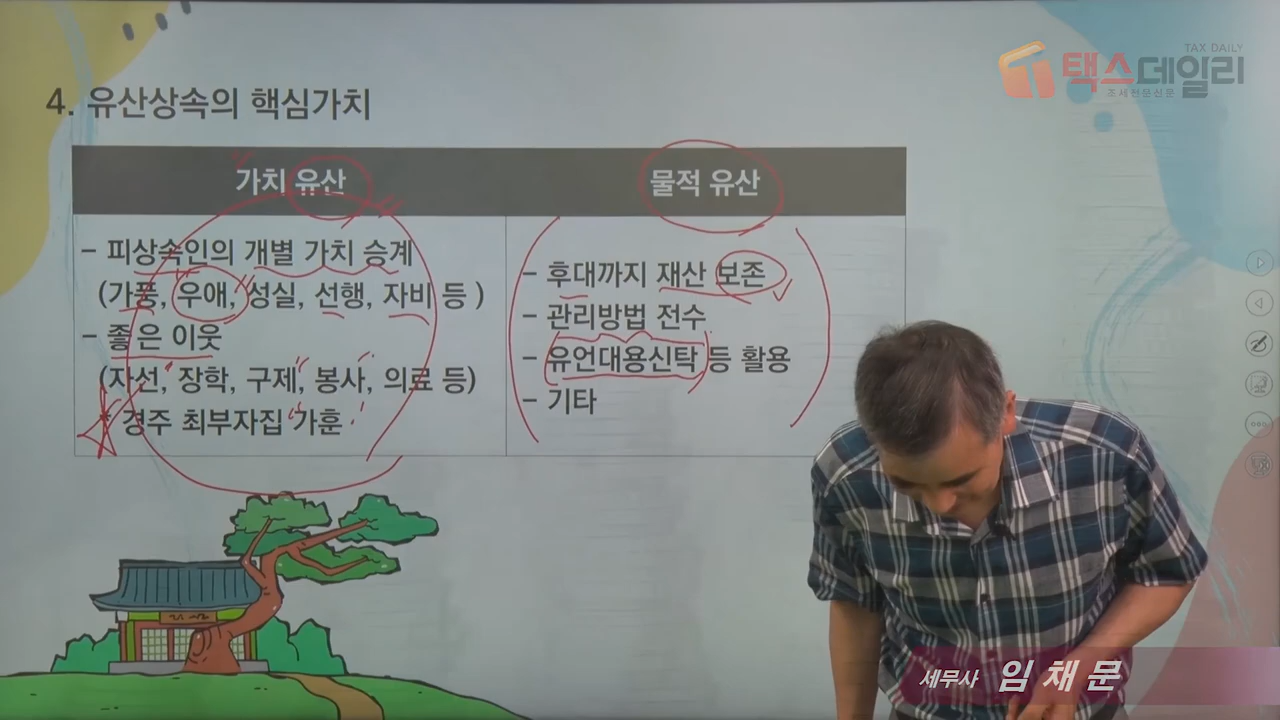 TAX DAILY
택스데일리
조세전문신문
4. 유산상속의 핵심가치
가치 유산
물적 유산
- 피상속인의 개별 가치 승계
(가풍, 우애, 성실, 선행, 자비 등 )
- 좋은 이웃
(자선, 장학, 구제, 봉사, 의료 등)
* 경주 최부자집 가훈
- 후대까지 재산 보존
- 관리방법 전수
- 유언대용신탁 등 활용
- 기타
세무사 임채문